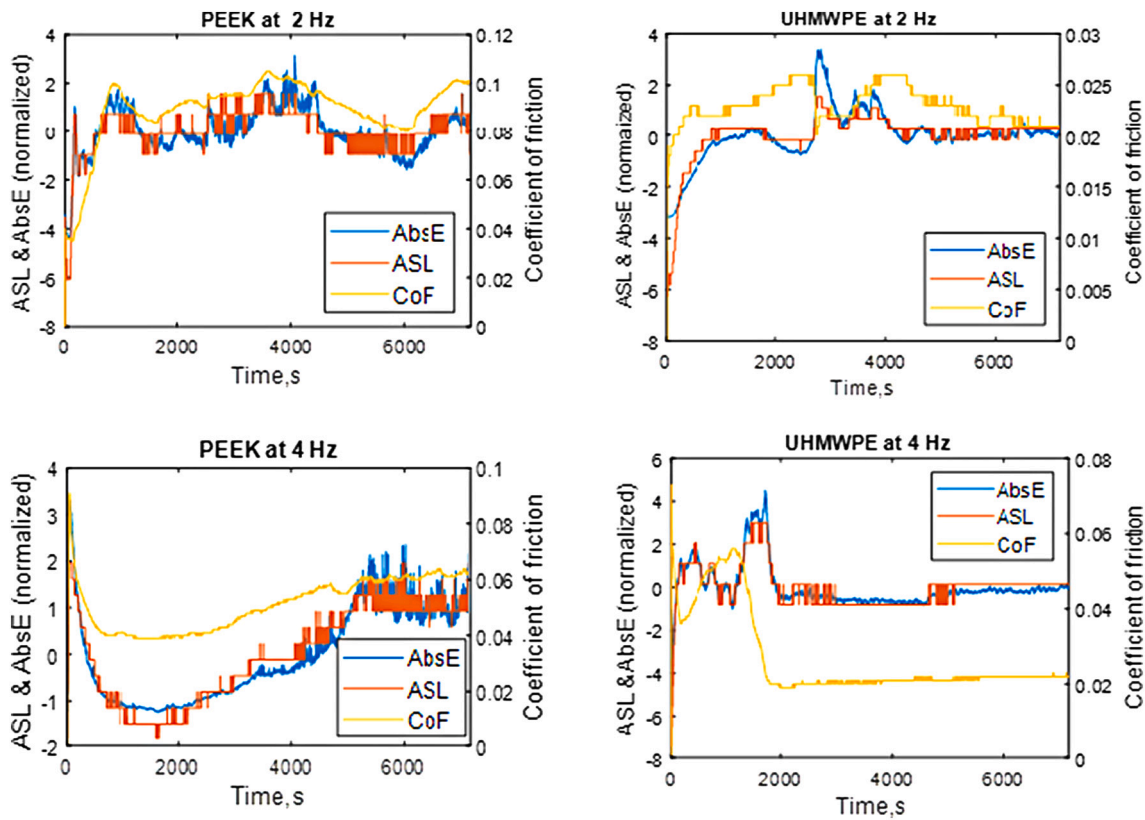 PEEK at 2 Hz
ASL & AbsE (normalized)
4
2
0
-2
-4
-6
-8
0.12
0.1
0.08
0.06
0.04
0.02
0
Coefficient of friction
AbsE
ASL
CoF
0 2000 4000 6000
Time,s
UHMWPE at 2 Hz
ASL & AbsE (normalized)
4
2
0
-2
-4
-6
-8
0.03
0.025
0.020
0.015
0.010
0.005
0
Coefficient of friction
AbsE
ASL
CoF
0 2000 4000 6000
Time,s
PEEK at 4 Hz
ASL & AbsE (normalized)
4
3
2
1
0
-1
-2
0.1
0.08
0.06
0.04
0.02
0
Coefficient of friction
AbsE
ASL
CoF
0 2000 4000 6000
Time,s
UHMWPE at 4 Hz
ASL &AbsE (normalized)
6
4
2
0
-2
-4
-6
-8
0.08
0.06
0.04
0.02
0
Coefficient of friction
AbsE
ASL
CoF
0 2000 4000 6000
Time,s